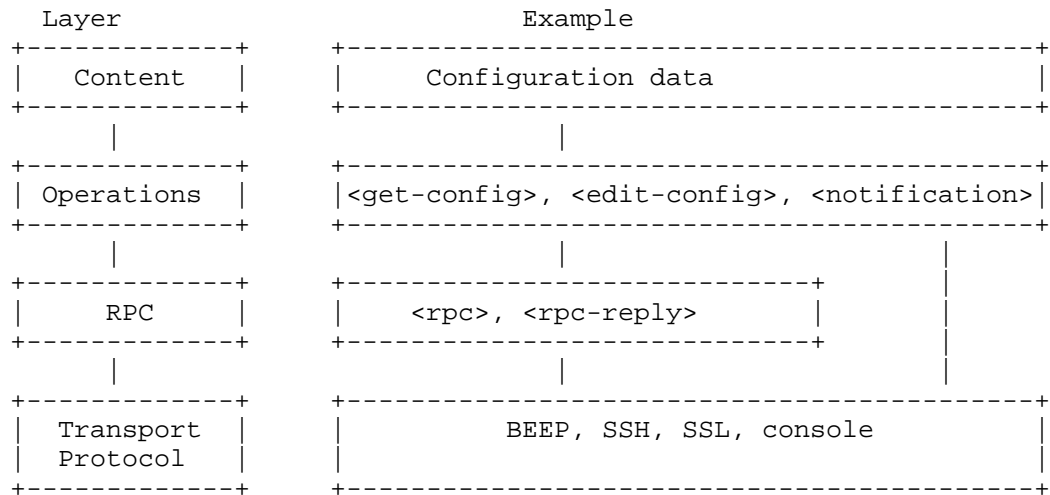 Layer Example
Content Configuration data
Operations <get-config>, <edit-config>, <notification>
RPC <rpc>, <rpc-reply>
Transport BEEP, SSH, SSL, console
Protocol